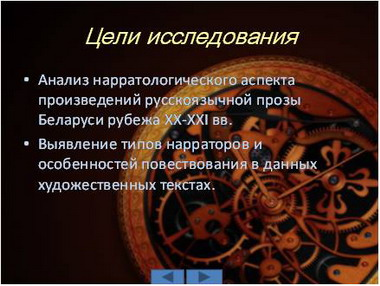 Цели исследования
• Анализ нарратологического аспекта
произведений русскоязычной прозы
Беларуси рубежа XX-XXI вв.
• Выявление типов нарраторов и
особенностей повествования в данных
художественных текстах.